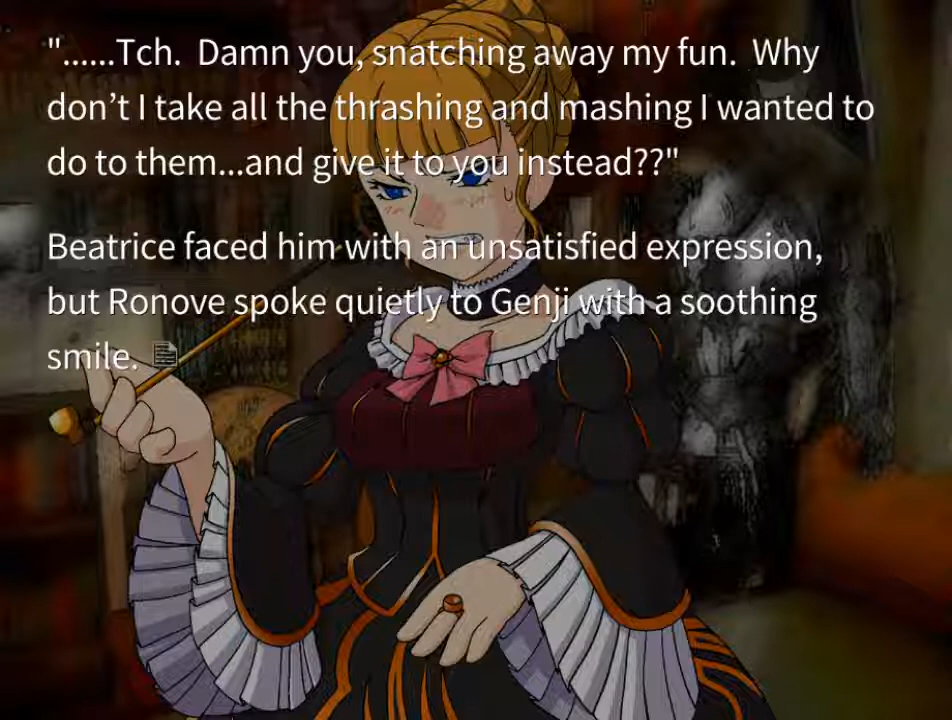 "......Tch.  Damn you, snatching away my fun.  Why
don’t I take all the thrashing and mashing I wanted to
do to them...and give it to you instead??"
Beatrice faced him with an unsatisfied expression,
but Ronove spoke quietly to Genji with a soothing
smile.